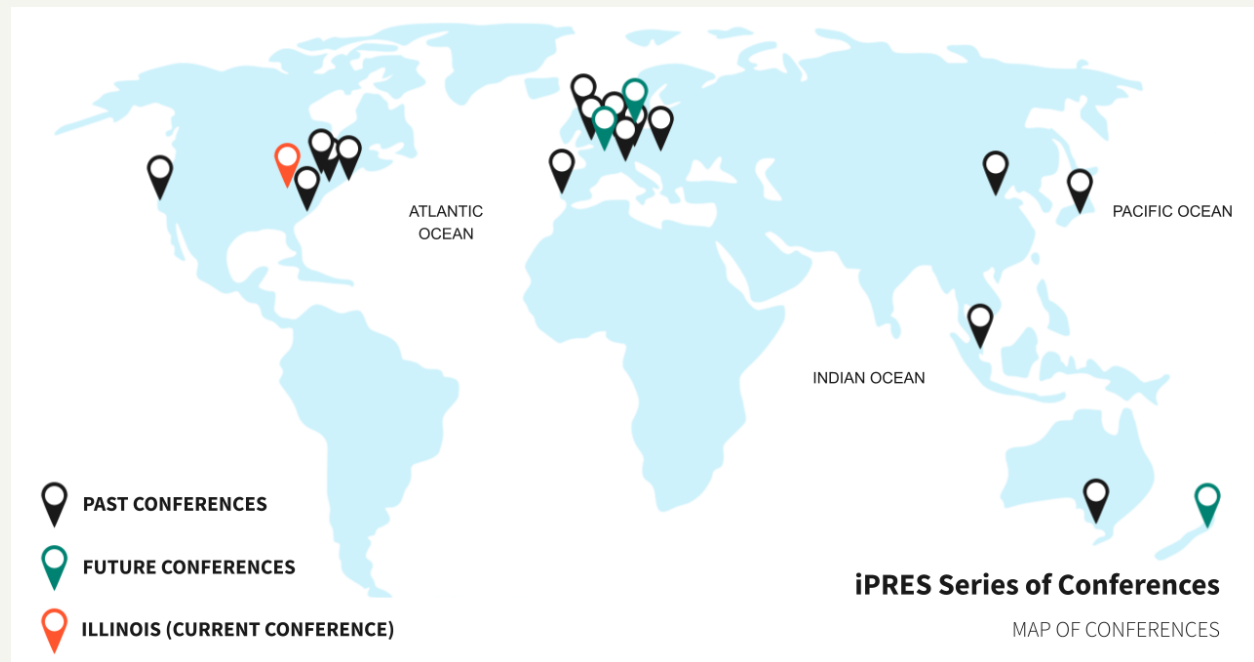 ATLANTIC
OCEAN
PACIFIC OCEAN
INDIAN OCEAN
PAST CONFERENCES
FUTURE CONFERENCES
ILLINOIS (CURRENT CONFERENCE)
iPRES Series of Conferences
MAP OF CONFERENCES